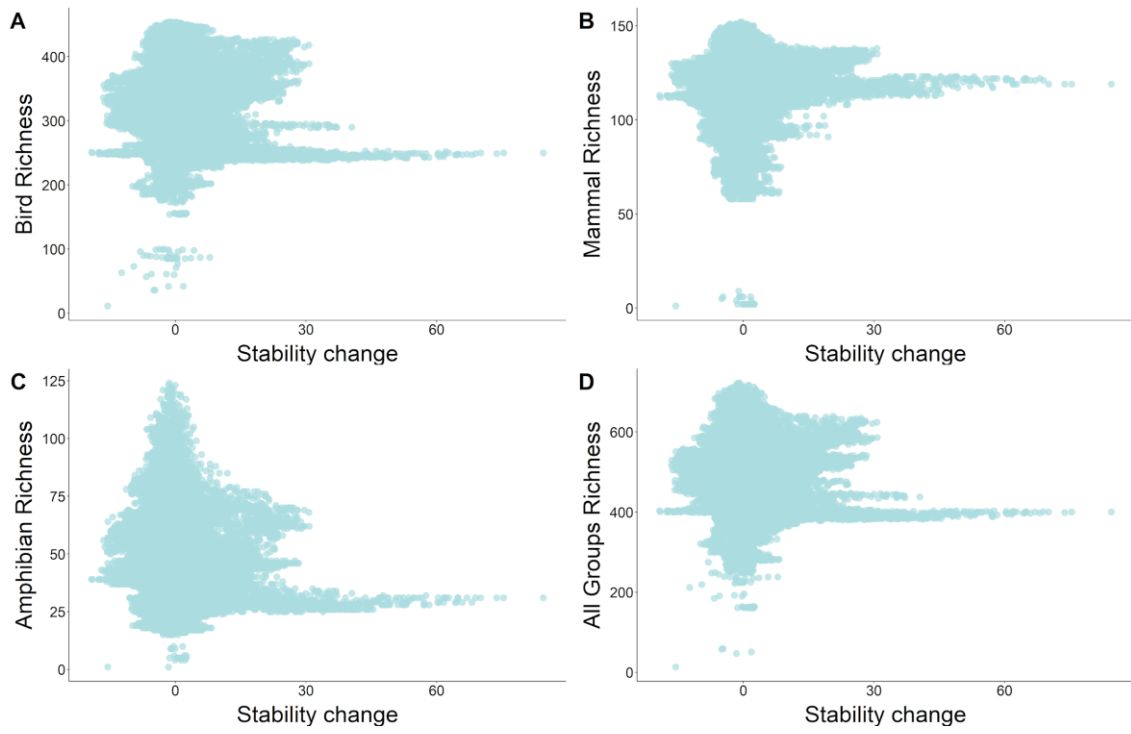 A
Bird Richness
400
300
200
100
0
0 30 60
Stability change
B
Mammal Richness
150
100
50
0
0 30 60
Stability change
C
Amphibian Richness
125
100
75
50
25
0
0 30 60
Stability change
D
All Groups Richness
600
400
200
0
0 30 60
Stability change